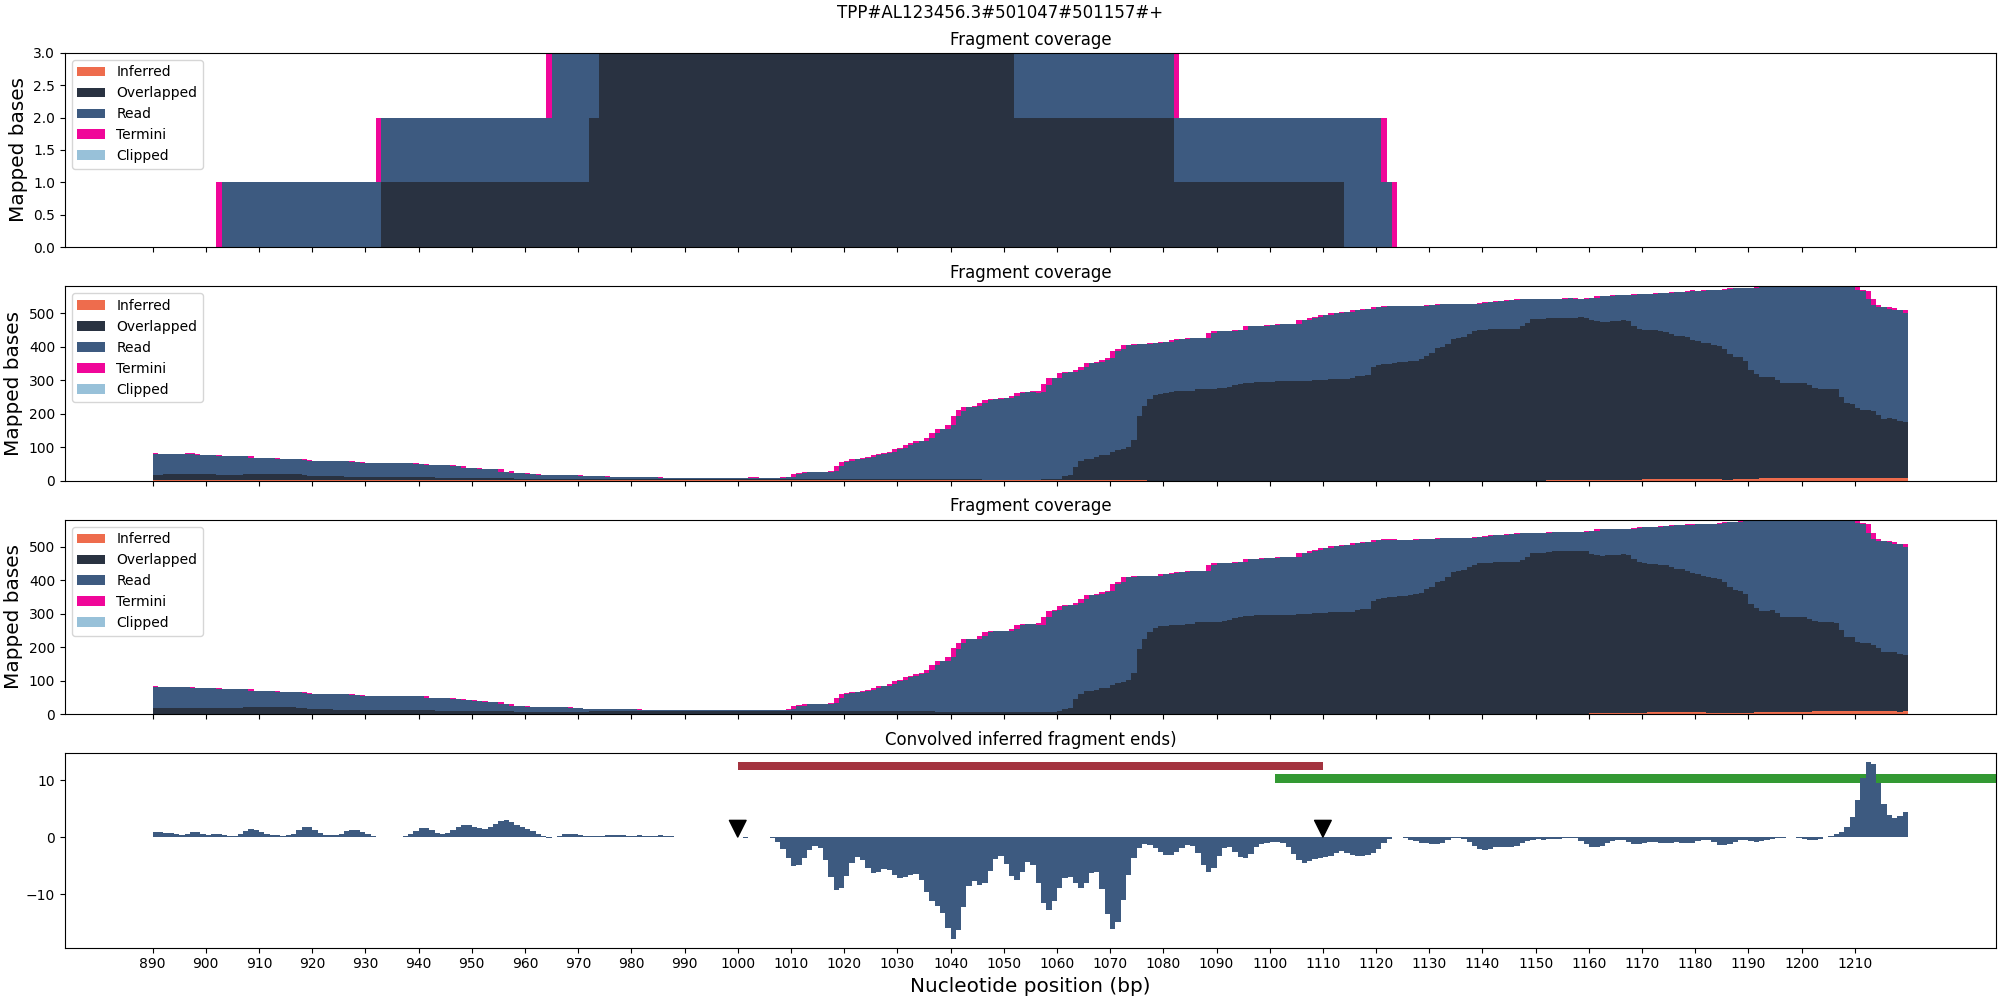 TPP#AL123456.3#501047#501157#+
Fragment coverage
Mapped bases
3.0
2.5
2.0
1.5
1.0
0.5
0.0
Inferred
Overlapped
Read
Termini
Clipped
Fragment coverage
Mapped bases
500
400
300
200
100
0
Inferred
Overlapped
Read
Termini
Clipped
Fragment coverage
Mapped bases
500
400
300
200
100
0
Inferred
Overlapped
Read
Termini
Clipped
Convolved inferred fragment ends)
10
0
−10
890 900 910 920 930 940 950 960 970 980 990 1000 1010 1020 1030 1040 1050 1060 1070 1080 1090 1100 1110 1120 1130 1140 1150 1160 1170 1180 1190 1200 1210
Nucleotide position (bp)